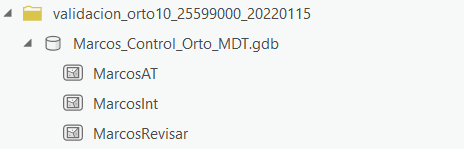 validacion_orto10_25599000_20220115
Marcos_Control_Orto_MDT.gdb
MarcosAT
MarcosInt
MarcosRevisar